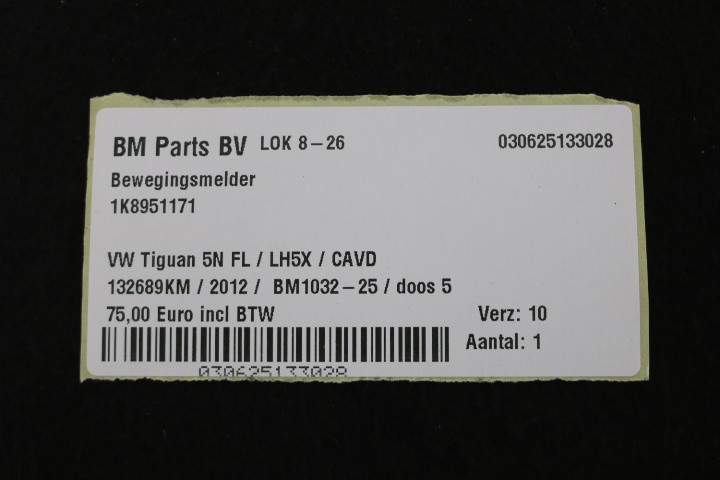 BM Parts BV LOK 8-26 030625133028
Bewegingsmelder
1K8951171
VW Tiguan 5N FL / LH5X / CAVD
132689KM / 2012 / BM1032-25 / doos 5
75,00 Euro incl BTW Verz: 10
Aantal: 1
030625133028